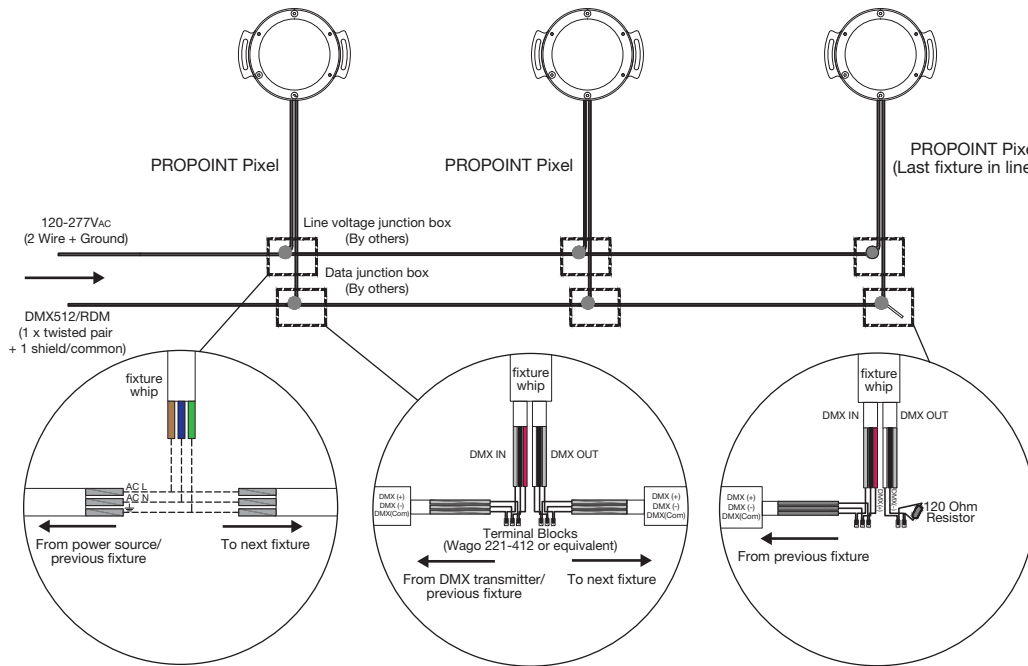 PROPOINT Pixel
PROPOINT Pixel
PROPOINT Pixe
(Last fixture in line
120-277VAC
(2 Wire + Ground)
Line voltage junction box
(By others)
Data junction box
(By others)
DMX512/RDM
(1 x twisted pair
+ 1 shield/common)
fixture
whip
AC L
AC N
From power source/
previous fixture
To next fixture
fixture
whip
DMX IN
DMX OUT
DMX (+)
DMX (-)
DMX(Com)
DMX (+)
DMX (-)
DMX(Com)
Terminal Blocks
(Wago 221-412 or equivalent)
From DMX transmitter/
previous fixture
To next fixture
fixture
whip
DMX IN
DMX OUT
DMX (+)
DMX (-)
DMX(Com)
DMX(+)
DMX(-)
120 Ohm
Resistor
From previous fixture